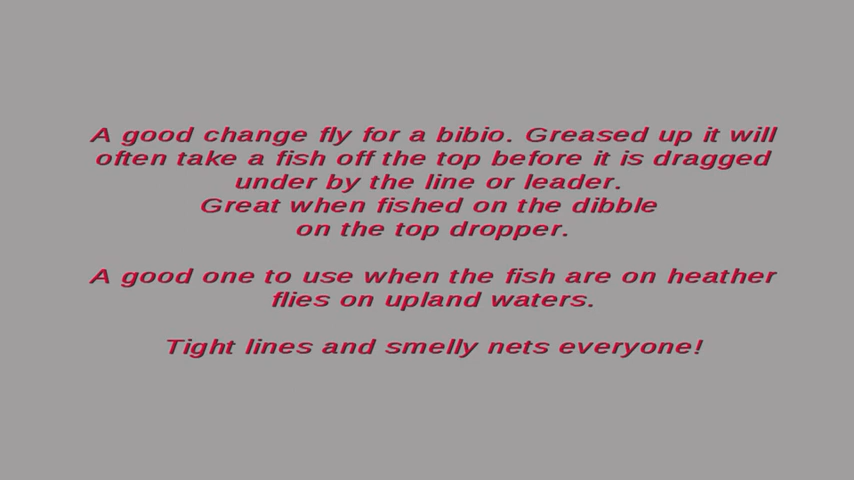 A good change fly for a bibio. Greased up it will
often take a fish off the top before it is dragged
under by the line or leader.
Great when fished on the dibble
on the top dropper.
A good one to use when the fish are on heather
flies on upland waters.
Tight lines and smelly nets everyone!